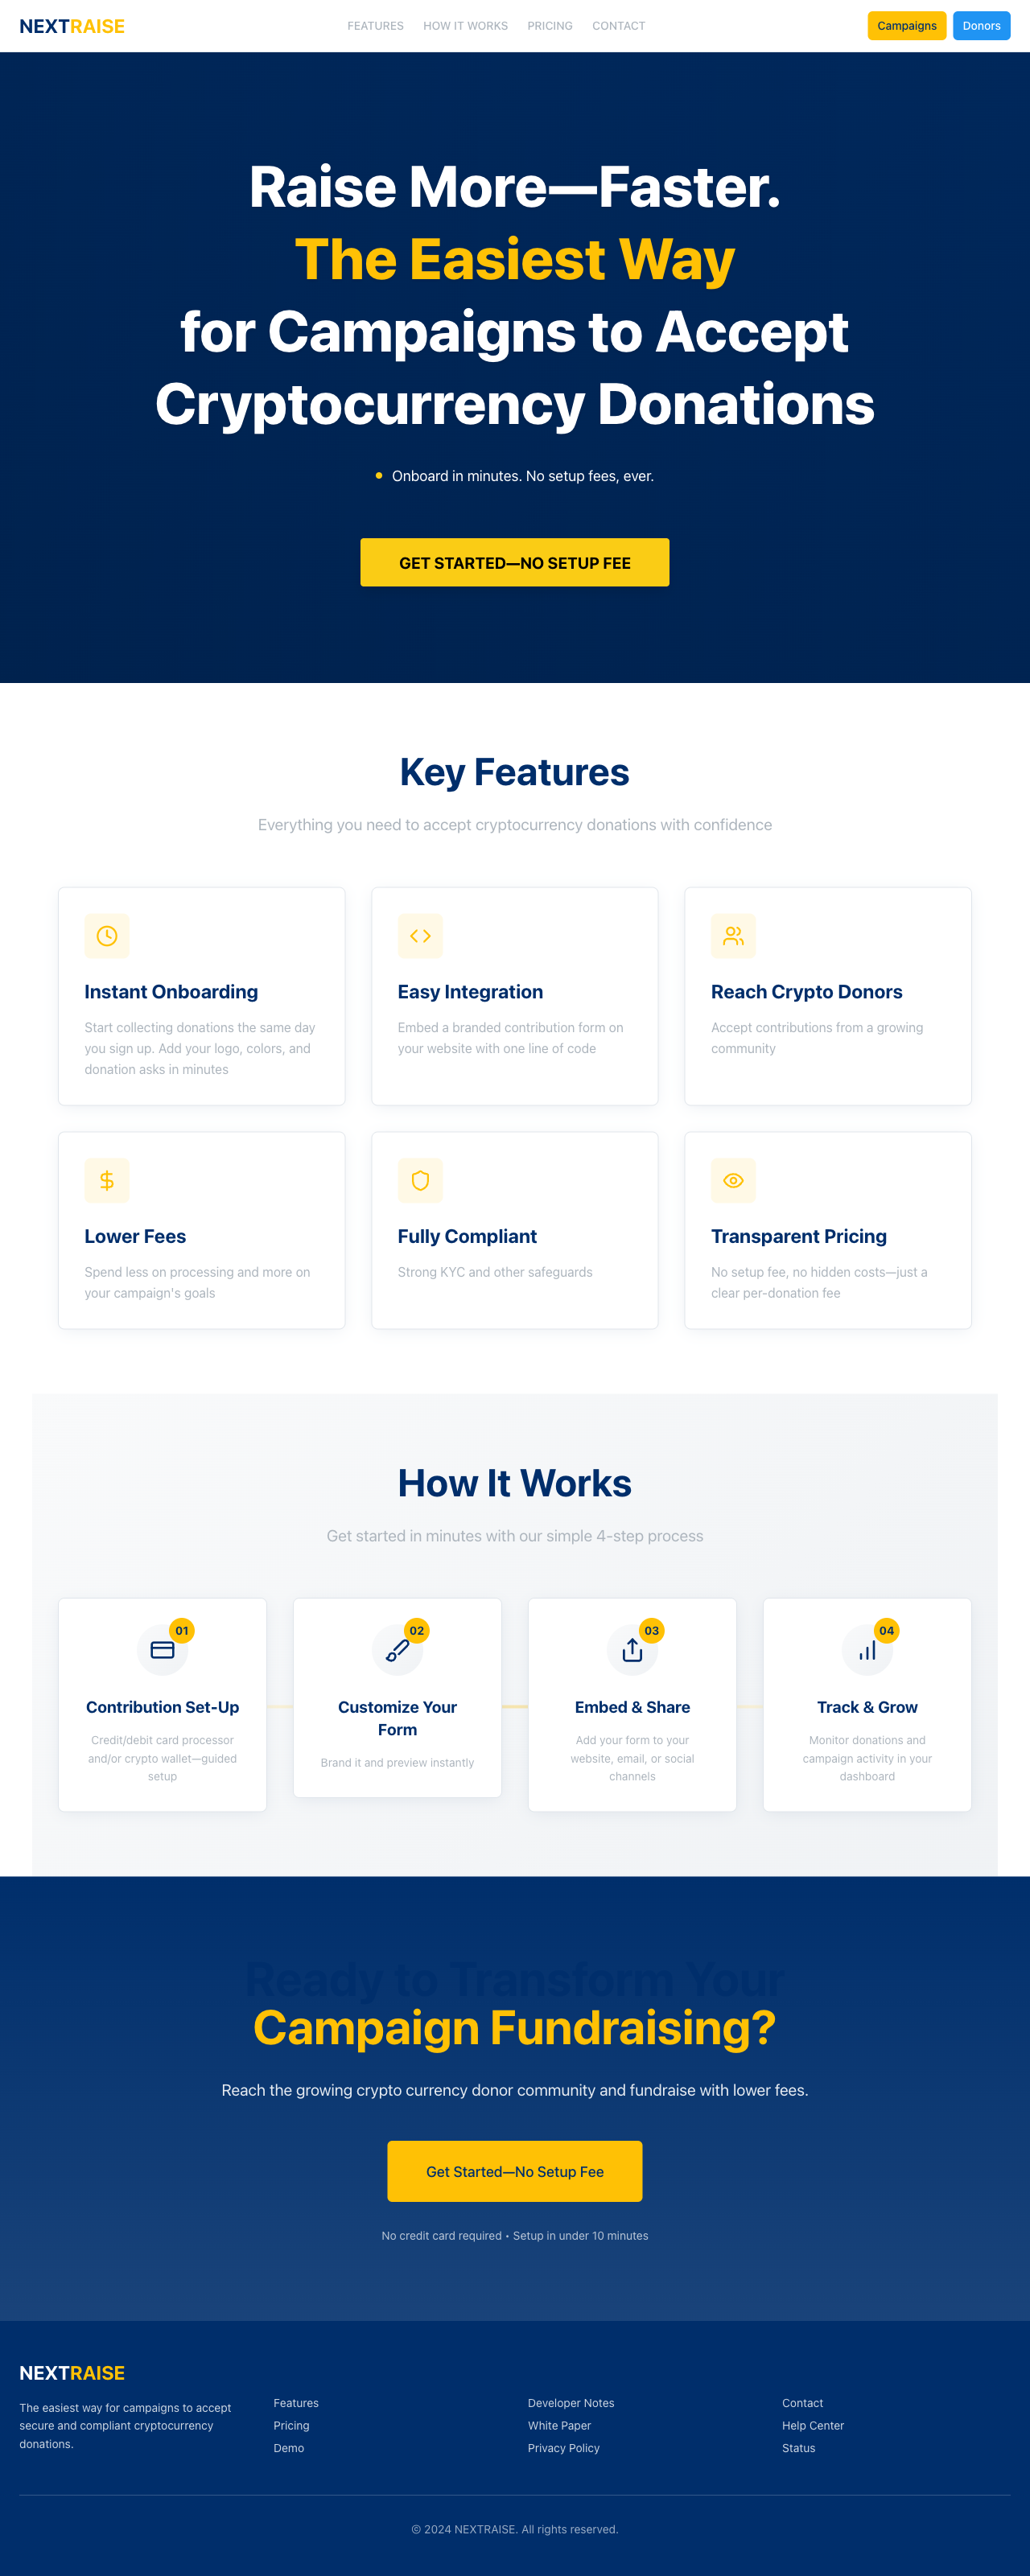 NEXTRAISE
FEATURES
HOW IT WORKS
PRICING
CONTACT
Campaigns
Donors
Raise More—Faster.
The Easiest Way
for Campaigns to Accept
Cryptocurrency Donations
Onboard in minutes. No setup fees, ever.
GET STARTED—NO SETUP FEE
Key Features
Everything you need to accept cryptocurrency donations with confidence
Instant Onboarding
Start collecting donations the same day
you sign up. Add your logo, colors, and
donation asks in minutes
Easy Integration
Embed a branded contribution form on
your website with one line of code
Reach Crypto Donors
Accept contributions from a growing
community
Lower Fees
Spend less on processing and more on
your campaign's goals
Fully Compliant
Strong KYC and other safeguards
Transparent Pricing
No setup fee, no hidden costs—just a
clear per-donation fee
How It Works
Get started in minutes with our simple 4-step process
01
Contribution Set-Up
Credit/debit card processor
and/or crypto wallet—guided
setup
02
Customize Your
Form
Brand it and preview instantly
03
Embed & Share
Add your form to your
website, email, or social
channels
04
Track & Grow
Monitor donations and
campaign activity in your
dashboard
Ready to Transform Your
Campaign Fundraising?
Reach the growing crypto currency donor community and fundraise with lower fees.
Get Started—No Setup Fee
No credit card required • Setup in under 10 minutes
NEXTRAISE
The easiest way for campaigns to accept
secure and compliant cryptocurrency
donations.
Features
Pricing
Demo
Developer Notes
White Paper
Privacy Policy
Contact
Help Center
Status
© 2024 NEXTRAISE. All rights reserved.